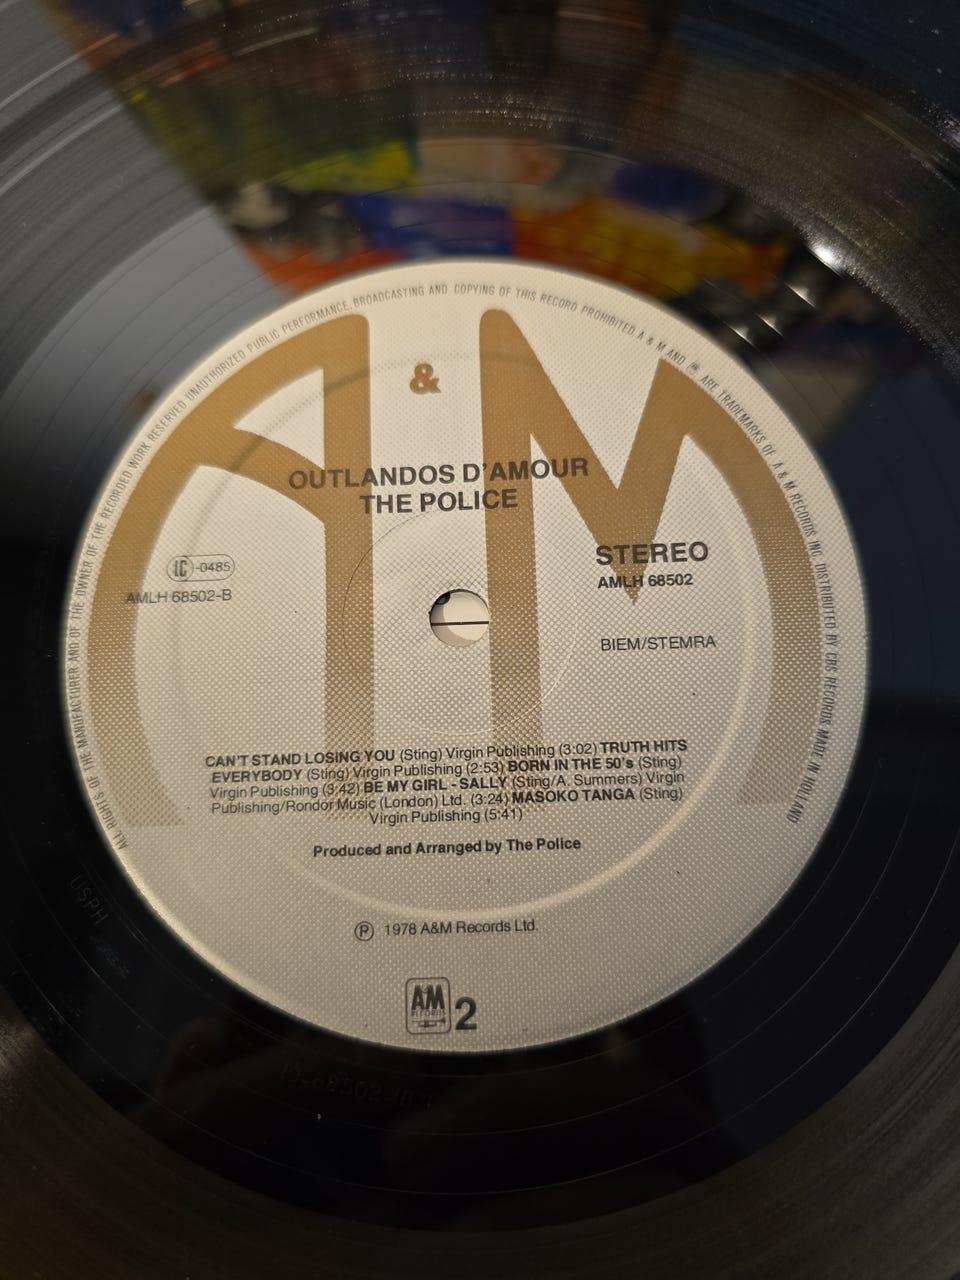 ALL RIGHTS OF THE MANUFACTURER AND OF THE OWNER OF THE RECORDED WORK RESERVED UNAUTHORIZED PUBLIC PERFORMANCE, BROADCASTING AND COPYING OF THIS RECORD PROHIBITED A & M AND ARE TRADEMARKS OF A & M RECORDS INC. DISTRIBUTED BY CBS RECORDS MADE IN HOLLAND
A&M
OUTLANDOS D'AMOUR
THE POLICE
LC-0485
AMLH 68502-B
STEREO
AMLH 68502
BIEM/STEMRA
CAN'T STAND LOSING YOU (Sting) Virgin Publishing (3:02) TRUTH HITS
EVERYBODY (Sting) Virgin Publishing (2:53) BORN IN THE 50's (Sting)
Virgin Publishing (3:42) BE MY GIRL - SALLY (Sting/A. Summers) Virgin
Publishing/Rondor Music (London) Ltd. (3:24) MASOKO TANGA (Sting)
Virgin Publishing (5:41)
Produced and Arranged by The Police
℗ 1978 A&M Records Ltd.
AM RECORDS 2
USPH